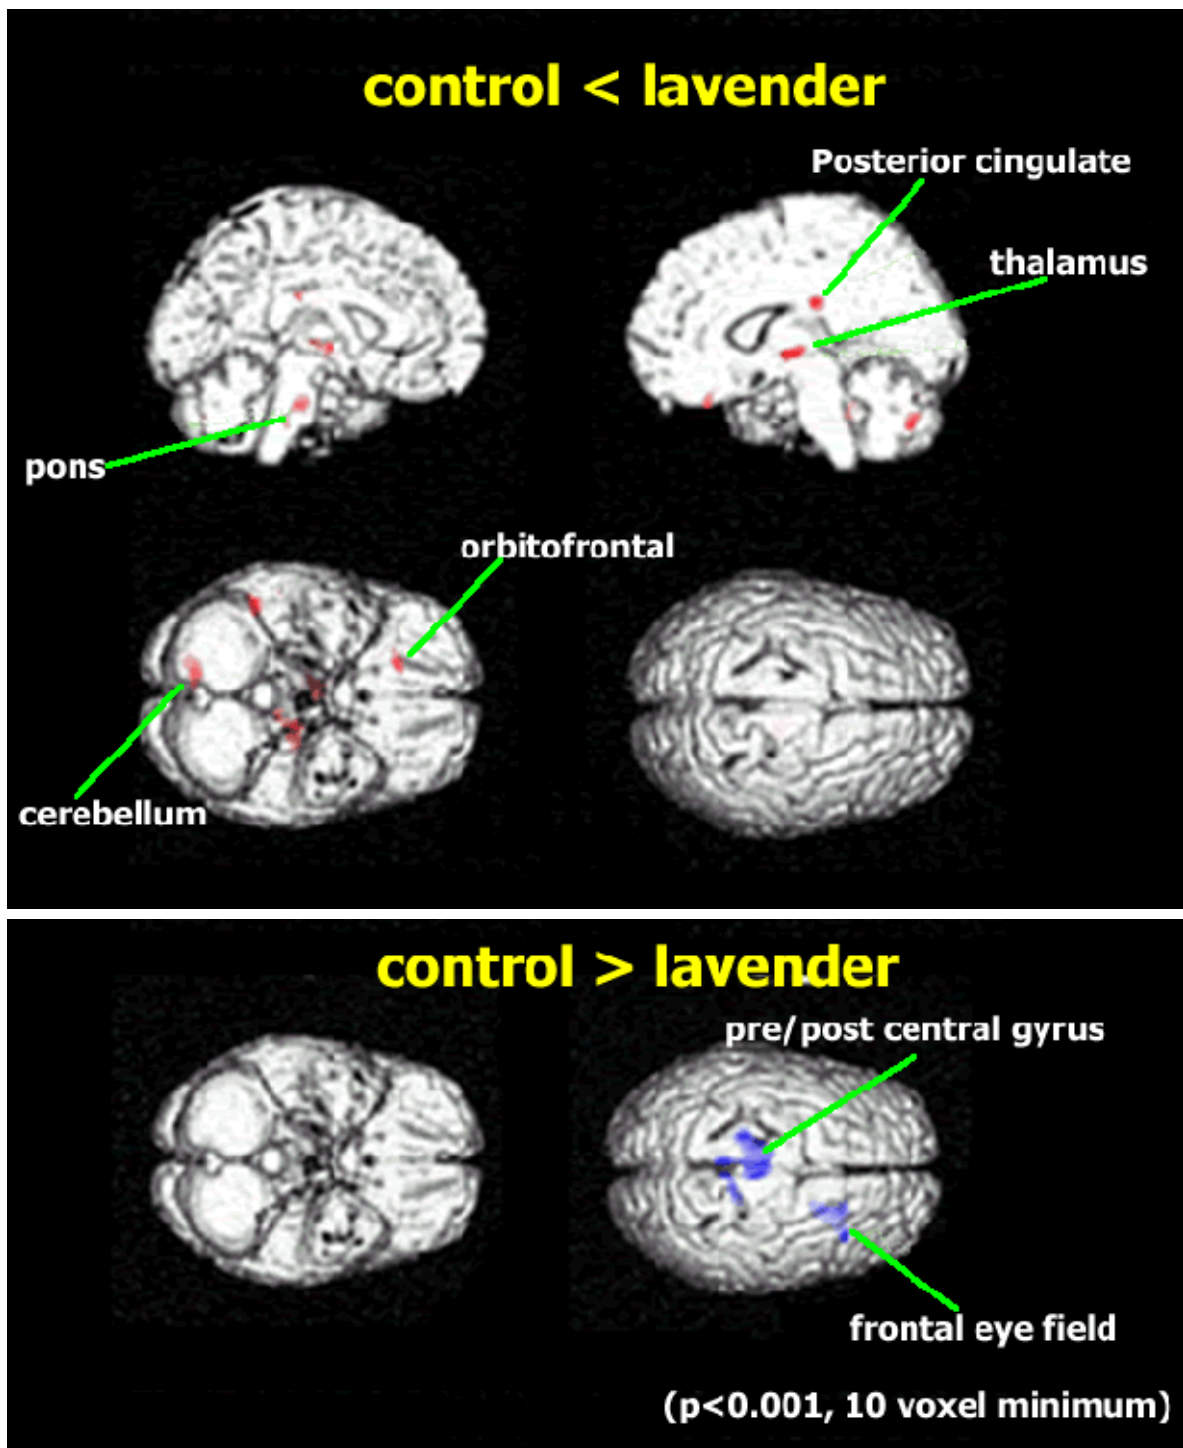 control < lavender
Posterior cingulate
thalamus
pons
orbitofrontal
cerebellum
control > lavender
pre/post central gyrus
frontal eye field
(p<0.001, 10 voxel minimum)